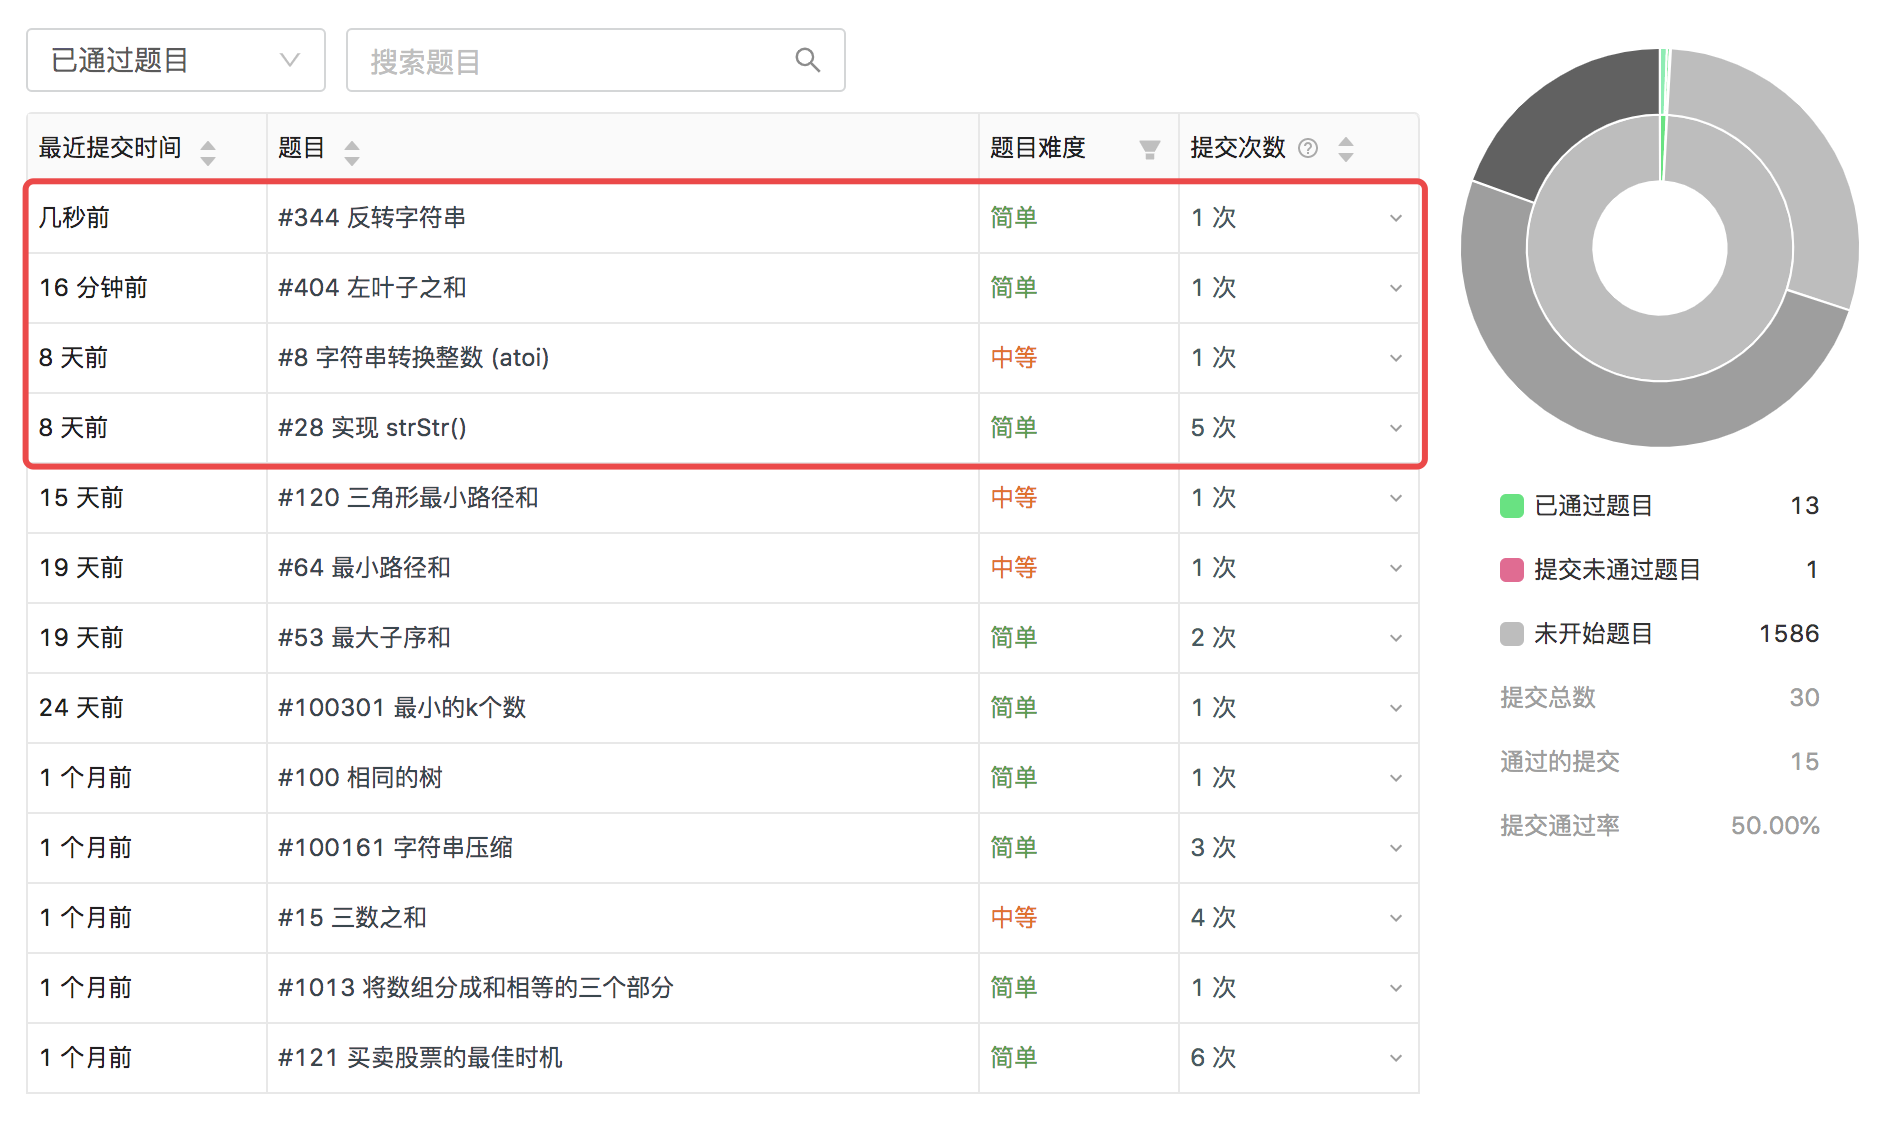 已通过题目
搜索题目
最近提交时间 题目 题目难度 提交次数 ?
几秒前 #344 反转字符串 简单 1 次
16 分钟前 #404 左叶子之和 简单 1 次
8 天前 #8 字符串转换整数 (atoi) 中等 1 次
8 天前 #28 实现 strStr() 简单 5 次
15 天前 #120 三角形最小路径和 中等 1 次
19 天前 #64 最小路径和 中等 1 次
19 天前 #53 最大子序和 简单 2 次
24 天前 #100301 最小的k个数 简单 1 次
1 个月前 #100 相同的树 简单 1 次
1 个月前 #100161 字符串压缩 简单 3 次
1 个月前 #15 三数之和 中等 4 次
1 个月前 #1013 将数组分成和相等的三个部分 简单 1 次
1 个月前 #121 买卖股票的最佳时机 简单 6 次
已通过题目 13
提交未通过题目 1
未开始题目 1586
提交总数 30
通过的提交 15
提交通过率 50.00%